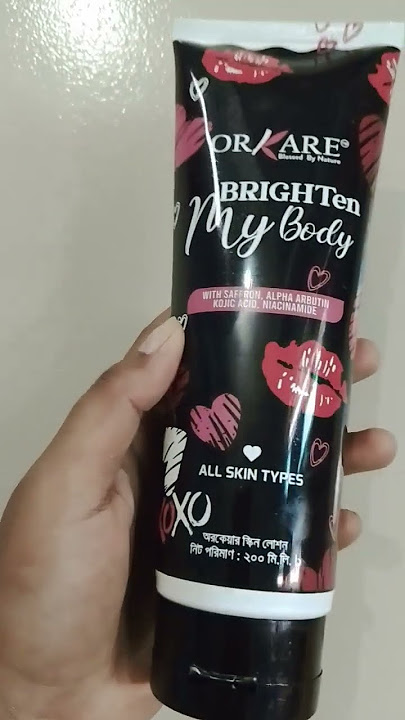 ORKARE™
Blessed By Nature
BRIGHTen
My Body
WITH SAFFRON, ALPHA ARBUTIN
KOJIC ACID, NIACINAMIDE
ALL SKIN TYPES
XOXO
অরকেয়ার স্কিন লোশন
নিট পরিমাণ : ২০০ মি.লি.